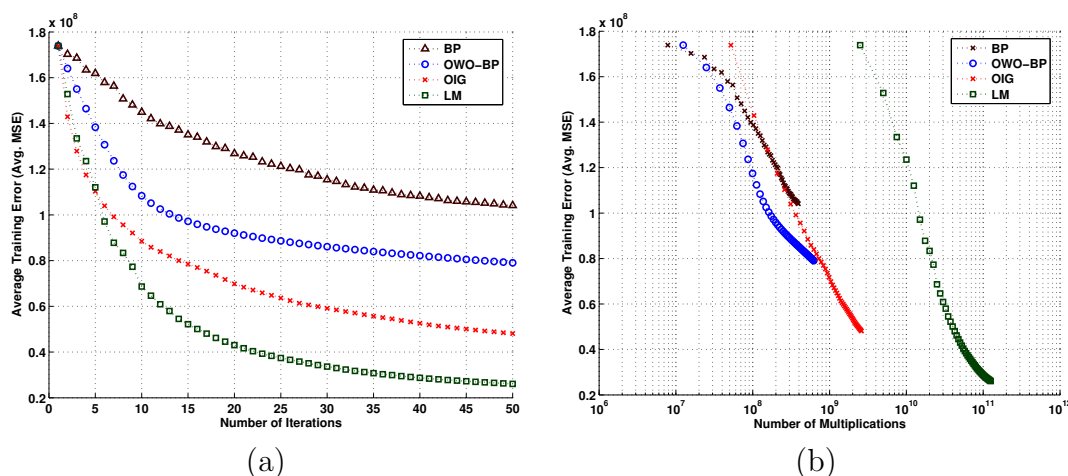 x 10^8
1.8
1.6
1.4
1.2
1
0.8
0.6
0.4
0.2
0 5 10 15 20 25 30 35 40 45 50
Average Training Error (Avg. MSE)
Number of Iterations
BP
OWO-BP
OIG
LM
(a)
x 10^8
1.8
1.6
1.4
1.2
1
0.8
0.6
0.4
0.2
10^6 10^7 10^8 10^9 10^10 10^11
Average Training Error (Avg. MSE)
Number of Multiplications
BP
OWO-BP
OIG
LM
(b)